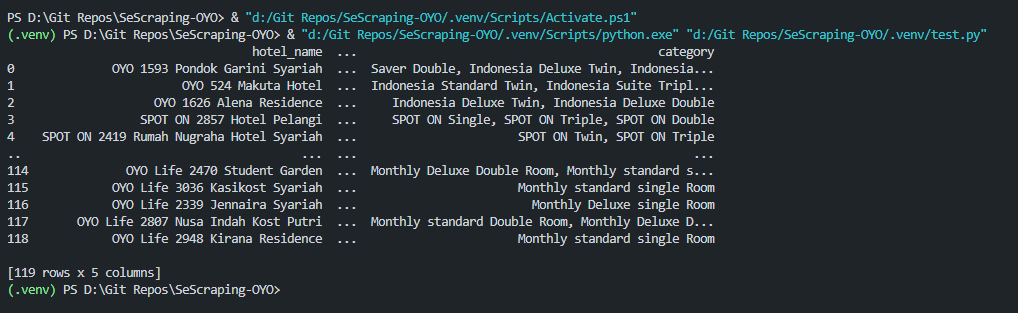 PS D:\Git Repos\SeScraping-OYO> & "d:/Git Repos/SeScraping-OYO/.venv/Scripts/Activate.ps1"
(.venv) PS D:\Git Repos\SeScraping-OYO> & "d:/Git Repos/SeScraping-OYO/.venv/Scripts/python.exe" "d:/Git Repos/SeScraping-OYO/.venv/test.py"
hotel_name ... category
0 OYO 1593 Pondok Garini Syariah ... Saver Double, Indonesia Deluxe Twin, Indonesia...
1 OYO 524 Makuta Hotel ... Indonesia Standard Twin, Indonesia Suite Tripl...
2 OYO 1626 Alena Residence ... Indonesia Deluxe Twin, Indonesia Deluxe Double
3 SPOT ON 2857 Hotel Pelangi ... SPOT ON Single, SPOT ON Triple, SPOT ON Double
4 SPOT ON 2419 Rumah Nugraha Hotel Syariah ... SPOT ON Twin, SPOT ON Triple
.. ... ... ...
114 OYO Life 2470 Student Garden ... Monthly Deluxe Double Room, Monthly standard s...
115 OYO Life 3036 Kasikost Syariah ... Monthly standard single Room
116 OYO Life 2339 Jennaira Syariah ... Monthly Deluxe single Room
117 OYO Life 2807 Nusa Indah Kost Putri ... Monthly standard Double Room, Monthly Deluxe D...
118 OYO Life 2948 Kirana Residence ... Monthly standard single Room
[119 rows x 5 columns]
(.venv) PS D:\Git Repos\SeScraping-OYO>